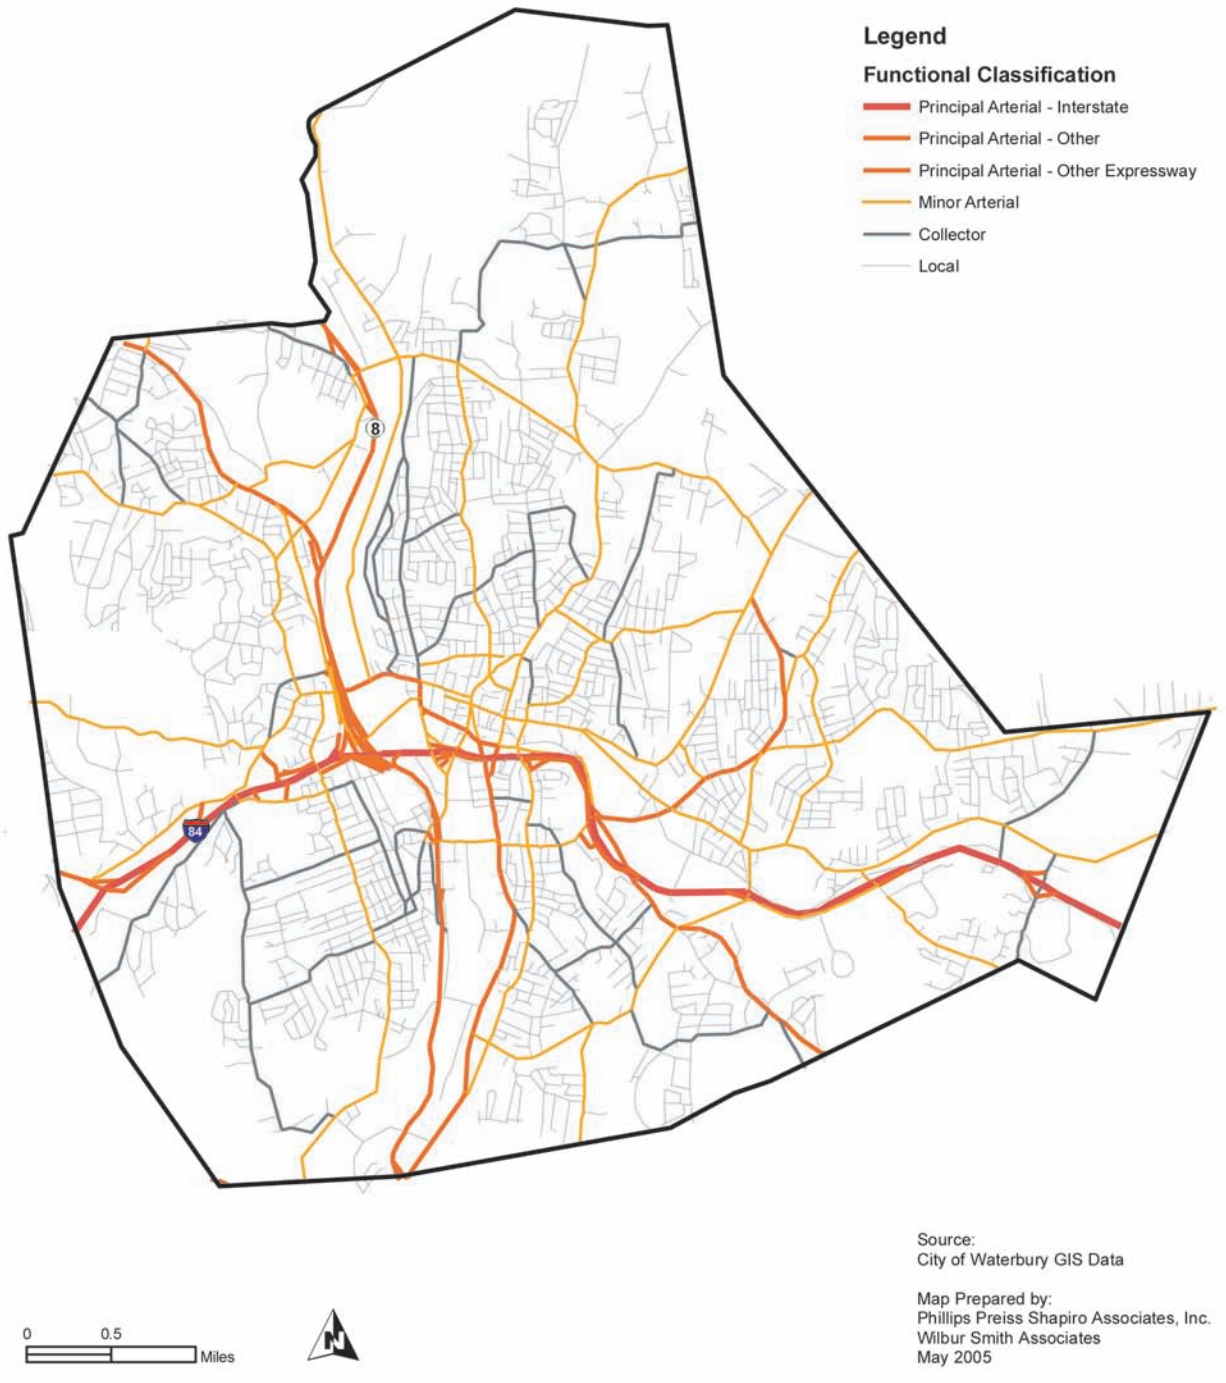 Legend
Functional Classification
Principal Arterial - Interstate
Principal Arterial - Other
Principal Arterial - Other Expressway
Minor Arterial
Collector
Local
8
84
Source:
City of Waterbury GIS Data
Map Prepared by:
Phillips Preiss Shapiro Associates, Inc.
Wilbur Smith Associates
May 2005
0 0.5
Miles
N